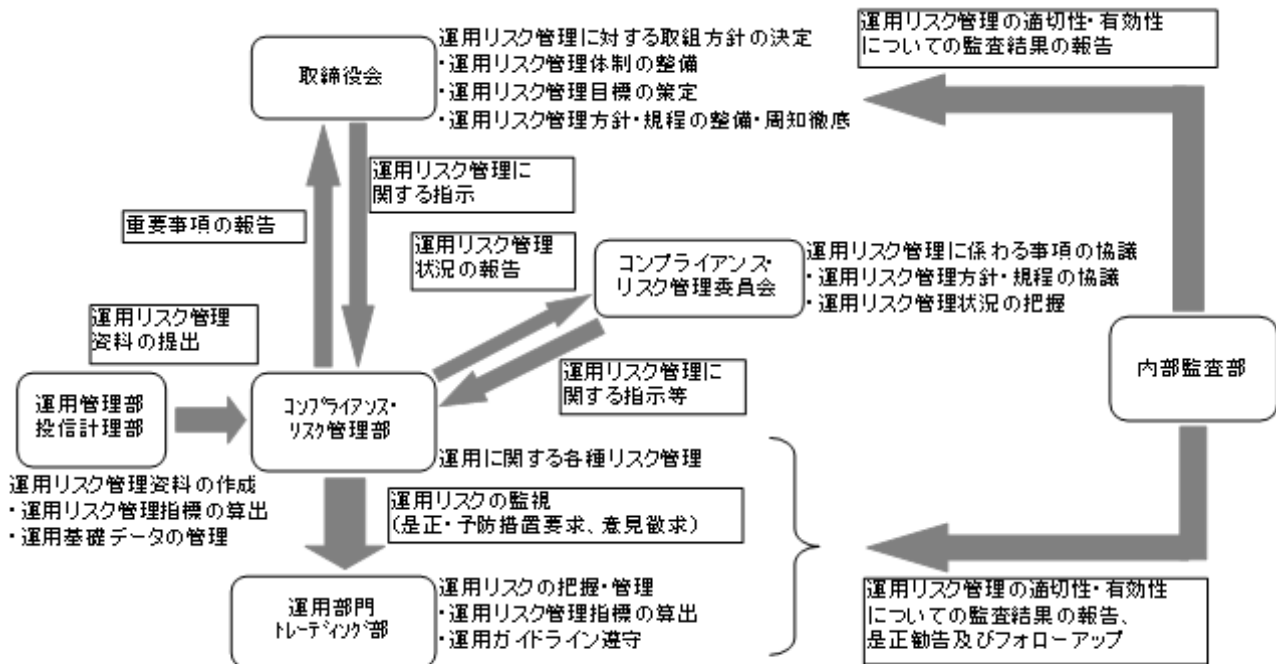 取締役会
運用リスク管理に対する取組方針の決定
・運用リスク管理体制の整備
・運用リスク管理目標の策定
・運用リスク管理方針・規程の整備・周知徹底
運用リスク管理の適切性・有効性
についての監査結果の報告
運用リスク管理に
関する指示
重要事項の報告
運用リスク管理
状況の報告
コンプライアンス・
リスク管理委員会
運用リスク管理に係わる事項の協議
・運用リスク管理方針・規程の協議
・運用リスク管理状況の把握
運用リスク管理
資料の提出
運用リスク管理に
関する指示等
内部監査部
運用管理部
投信計理部
コンプライアンス・
リスク管理部
運用に関する各種リスク管理
運用リスク管理資料の作成
・運用リスク管理指標の算出
・運用基礎データの管理
運用リスクの監視
(是正・予防措置要求、意見徴求)
運用部門
トレーディング部
運用リスクの把握・管理
・運用リスク管理指標の算出
・運用ガイドライン遵守
運用リスク管理の適切性・有効性
についての監査結果の報告、
是正勧告及びフォローアップ